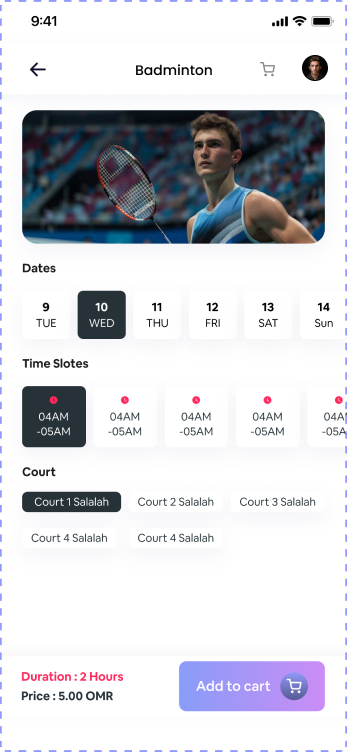 9:41
Badminton
Dates
9 10 11 12 13 14
TUE WED THU FRI SAT Sun
Time Slotes
04AM 04AM 04AM 04AM 04A
-05AM -05AM -05AM -05AM -05A
Court
Court 1 Salalah Court 2 Salalah Court 3 Salalah
Court 4 Salalah Court 4 Salalah
Duration : 2 Hours
Price : 5.00 OMR
Add to cart